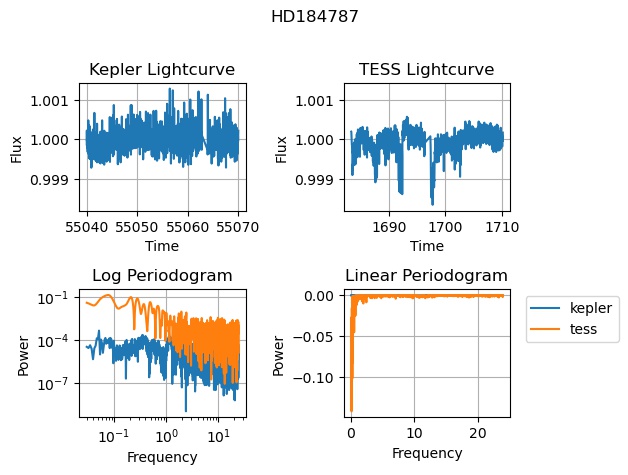 HD184787
Kepler Lightcurve
1.001
1.000
0.999
Flux
55040 55050 55060 55070
Time
TESS Lightcurve
1.001
1.000
0.999
Flux
1690 1700 1710
Time
Log Periodogram
10⁻¹
10⁻⁴
10⁻⁷
Power
10⁻¹ 10⁰ 10¹
Frequency
Linear Periodogram
0.00
−0.05
−0.10
Power
0 20
Frequency
kepler
tess